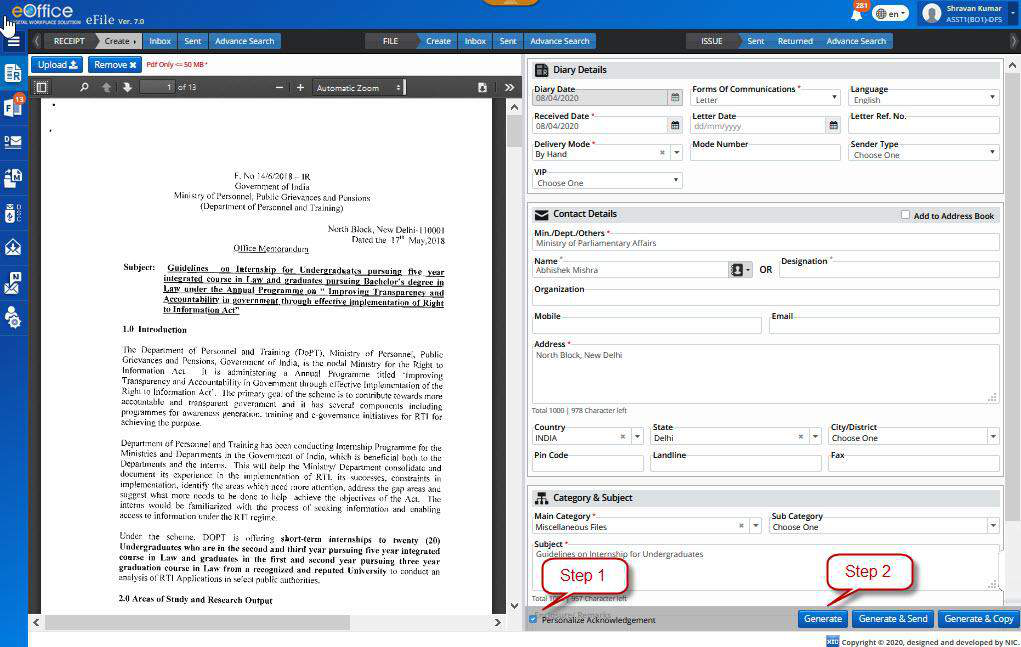 eOffice
DIGITAL WORKPLACE SOLUTION
eFile Ver. 7.0
281
en
Shravan Kumar
ASST1(BO1)-DFS
RECEIPT Create Inbox Sent Advance Search
FILE Create Inbox Sent Advance Search
ISSUE Sent Returned Advance Search
13
Upload Remove Pdf Only <= 50 MB*
1 of 13
Automatic Zoom
F. No 14/6/2018 – IR
Government of India
Ministry of Personnel, Public Grievances and Pensions
(Department of Personnel and Training)
North Block, New Delhi-110001
Dated the 17th May,2018
Office Memorandum
Subject: Guidelines on Internship for Undergraduates pursuing five year
integrated course in Law and graduates pursuing Bachelor's degree in
Law under the Annual Programme on " Improving Transparency and
Accountability in government through effective implementation of Right
to Information Act"
1.0 Introduction
The Department of Personnel and Training (DoPT), Ministry of Personnel, Public
Grievances and Pensions, Government of India, is the nodal Ministry for the Right to
Information Act. It is administering a Annual Programme titled 'Improving
Transparency and Accountability in Government through effective Implementation of the
Right to Information Act'. The primary goal of the scheme is to contribute towards more
accountable and transparent government and it has several components including
programmes for awareness generation, training and e-governance initiatives for RTI for
achieving the purpose.
Department of Personnel and Training has been conducting Internship Programme for the
Ministries and Departments in the Government of India, which is beneficial both to the
Departments and the interns. This will help the Ministry/ Department consolidate and
document its experience in the implementation of RTI, its successes, constraints in
implementation, identify the areas which need more attention, address the gap areas and
suggest what more needs to be done to help achieve the objectives of the Act. The
interns would be familiarized with the process of seeking information and enabling
access to information under the RTI regime.
Under the scheme, DOPT is offering short-term internships to twenty (20)
Undergraduates who are in the second and third year pursuing five year integrated
course in Law and graduates in the first and second year pursuing three year
graduation course in Law from a recognized and reputed University to conduct an
analysis of RTI Applications in select public authorities.
2.0 Areas of Study and Research Output
Diary Details
Diary Date
08/04/2020
Forms Of Communications *
Letter
Language
English
Received Date *
08/04/2020
Letter Date
dd/mm/yyyy
Letter Ref. No.
Delivery Mode *
By Hand
Mode Number
Sender Type
Choose One
VIP
Choose One
Contact Details
Add to Address Book
Min./Dept./Others *
Ministry of Parliamentary Affairs
Name *
Abhishek Mishra
OR
Designation *
Organization
Mobile
Email
Address *
North Block, New Delhi
Total 1000 | 978 Character left
Country
INDIA
State
Delhi
City/District
Choose One
Pin Code
Landline
Fax
Category & Subject
Main Category *
Miscellaneous Files
Sub Category
Choose One
Subject *
Guidelines on Internship for Undergraduates
Step 1
Step 2
957 Character left
Enclosure/ Remarks
Personalize Acknowledgement
Generate Generate & Send Generate & Copy
NIC Copyright © 2020, designed and developed by NIC.